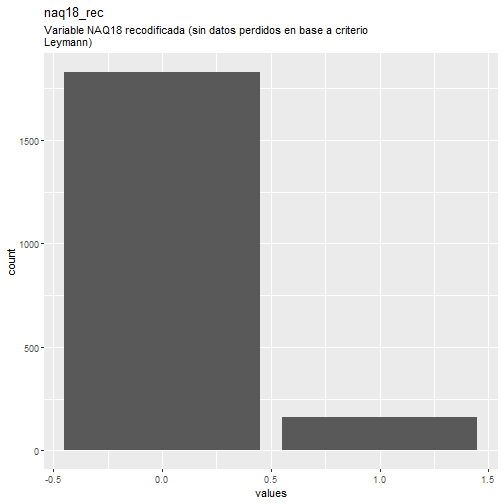 naq18_rec
Variable NAQ18 recodificada (sin datos perdidos en base a criterio
Leymann)
1500
1000
500
0
count
-0.5
0.0
0.5
1.0
1.5
values